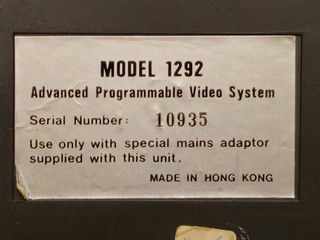 MODEL 1292
Advanced Programmable Video System
Serial Number: 10935
Use only with special mains adaptor
supplied with this unit.
MADE IN HONG KONG